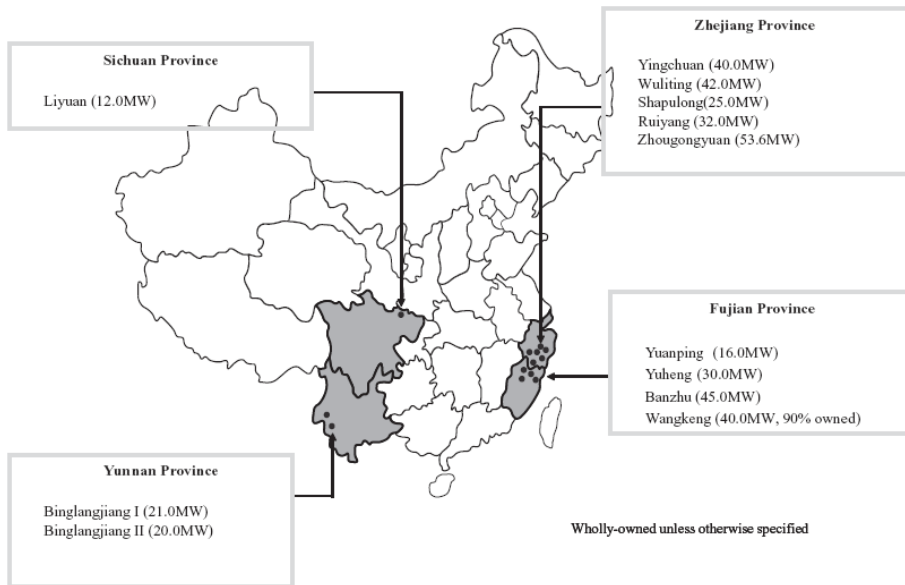 Sichuan Province
Liyuan (12.0MW)
Zhejiang Province
Yingchuan (40.0MW)
Wuliting (42.0MW)
Shapulong(25.0MW)
Ruiyang (32.0MW)
Zhougongyuan (53.6MW)
Fujian Province
Yuanping (16.0MW)
Yuheng (30.0MW)
Banzhu (45.0MW)
Wangkeng (40.0MW, 90% owned)
Yunnan Province
Binglangjiang I (21.0MW)
Binglangjiang II (20.0MW)
Wholly-owned unless otherwise specified